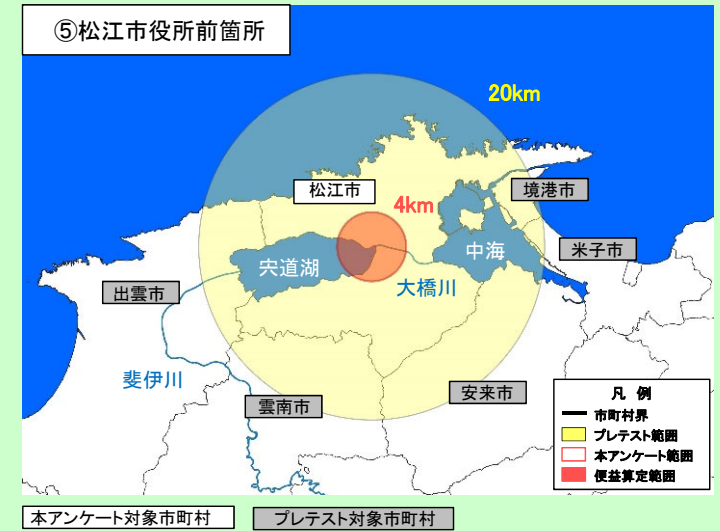 ⑤松江市役所前箇所
20km
松江市
境港市
4km
米子市
中海
宍道湖
大橋川
出雲市
斐伊川
安来市
雲南市
凡 例
市町村界
プレテスト範囲
本アンケート範囲
便益算定範囲
本アンケート対象市町村
プレテスト対象市町村